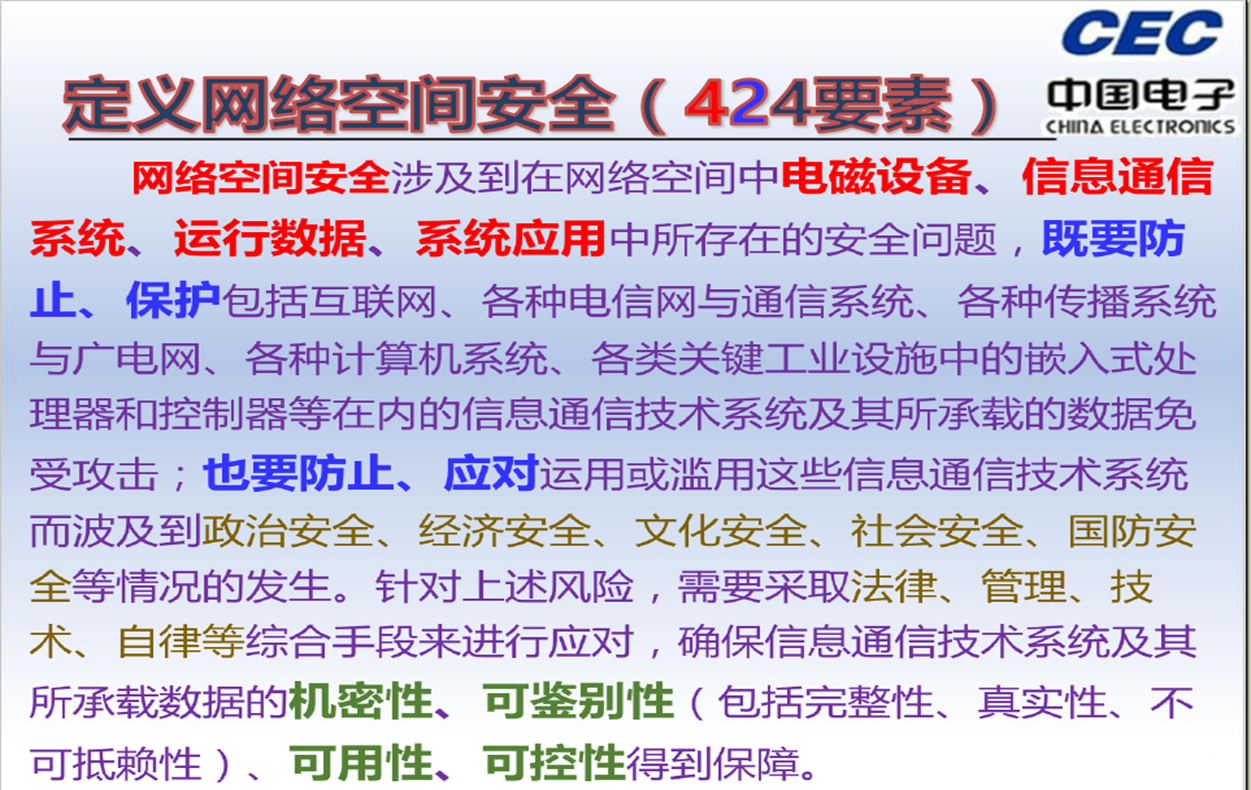 CEC
中国电子
CHINA ELECTRONICS
定义网络空间安全（424要素）
网络空间安全涉及到在网络空间中电磁设备、信息通信
系统、运行数据、系统应用中所存在的安全问题，既要防
止、保护包括互联网、各种电信网与通信系统、各种传播系统
与广电网、各种计算机系统、各类关键工业设施中的嵌入式处
理器和控制器等在内的信息通信技术系统及其所承载的数据免
受攻击；也要防止、应对运用或滥用这些信息通信技术系统
而波及到政治安全、经济安全、文化安全、社会安全、国防安
全等情况的发生。针对上述风险，需要采取法律、管理、技
术、自律等综合手段来进行应对，确保信息通信技术系统及其
所承载数据的机密性、可鉴别性（包括完整性、真实性、不
可抵赖性）、可用性、可控性得到保障。